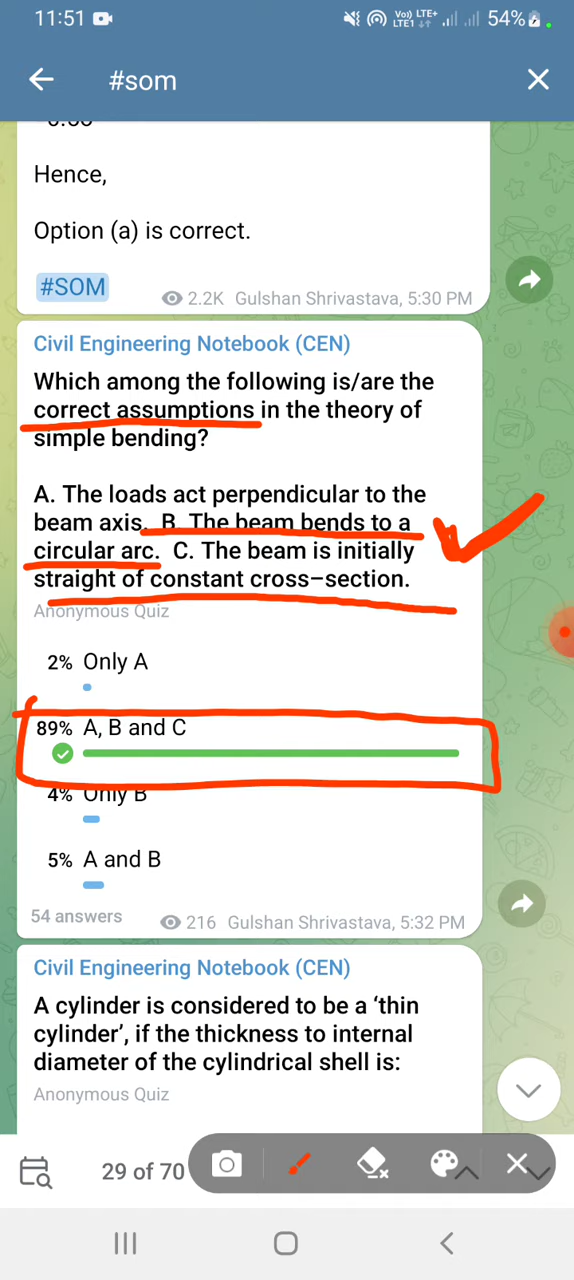 11:51
Vo) LTE+
LTE1
54%
#som
Hence,
Option (a) is correct.
#SOM
2.2K Gulshan Shrivastava, 5:30 PM
Civil Engineering Notebook (CEN)
Which among the following is/are the
correct assumptions in the theory of
simple bending?
A. The loads act perpendicular to the
beam axis. B. The beam bends to a
circular arc. C. The beam is initially
straight of constant cross-section.
Anonymous Quiz
2% Only A
89% A, B and C
4% Only B
5% A and B
54 answers
216 Gulshan Shrivastava, 5:32 PM
Civil Engineering Notebook (CEN)
A cylinder is considered to be a ‘thin
cylinder’, if the thickness to internal
diameter of the cylindrical shell is:
Anonymous Quiz
29 of 70